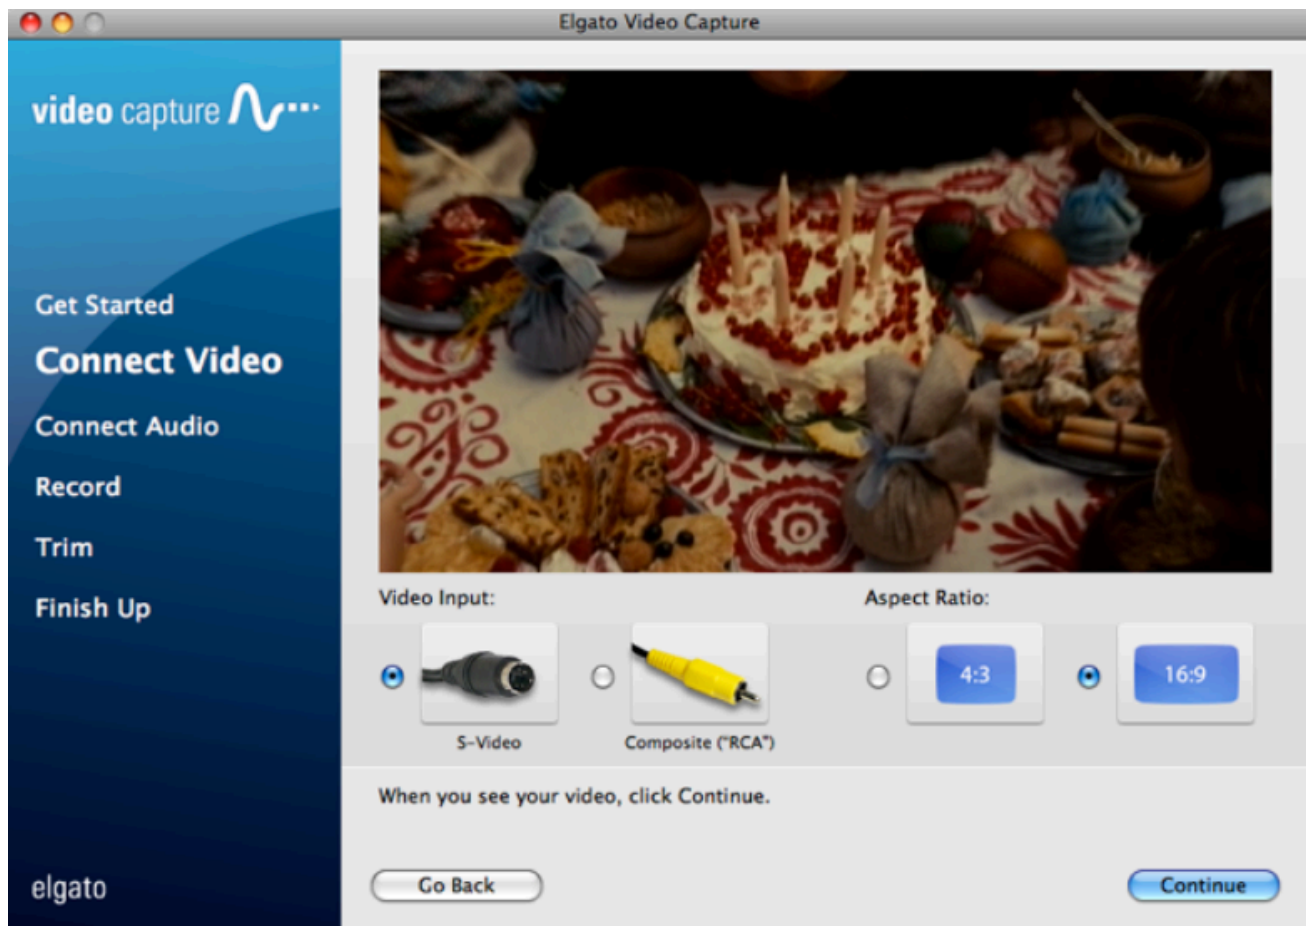 Elgato Video Capture
video capture
Get Started
Connect Video
Connect Audio
Record
Trim
Finish Up
elgato
Video Input:
S-Video
Composite ("RCA")
Aspect Ratio:
4:3
16:9
When you see your video, click Continue.
Go Back
Continue